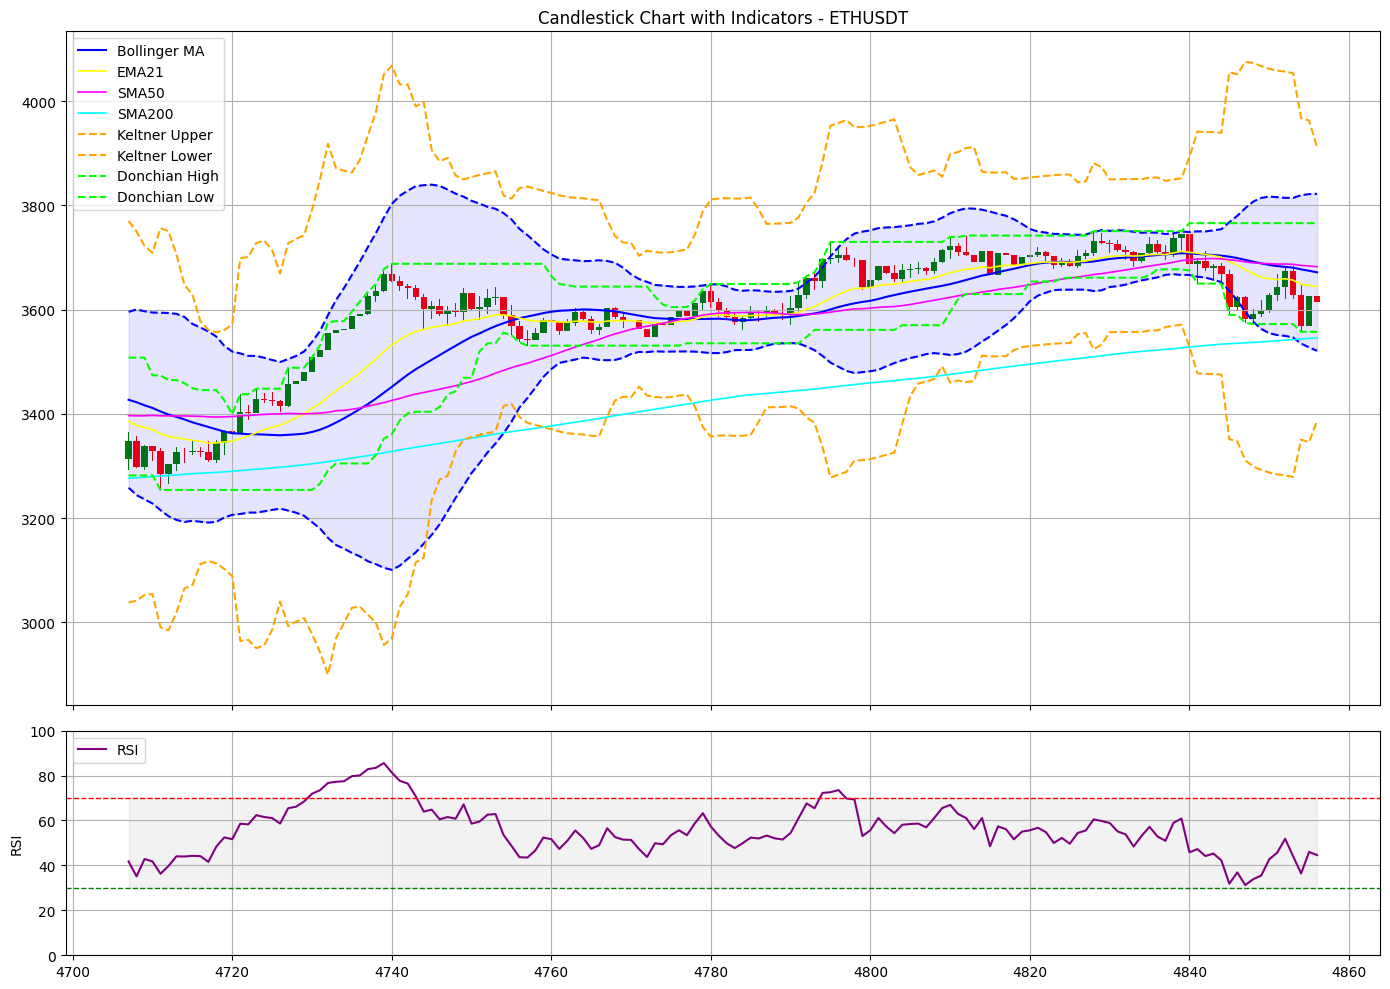 Candlestick Chart with Indicators - ETHUSDT
Bollinger MA
EMA21
SMA50
SMA200
Keltner Upper
Keltner Lower
Donchian High
Donchian Low
4000
3800
3600
3400
3200
3000
RSI
100
80
60
40
20
0
RSI
4700 4720 4740 4760 4780 4800 4820 4840 4860